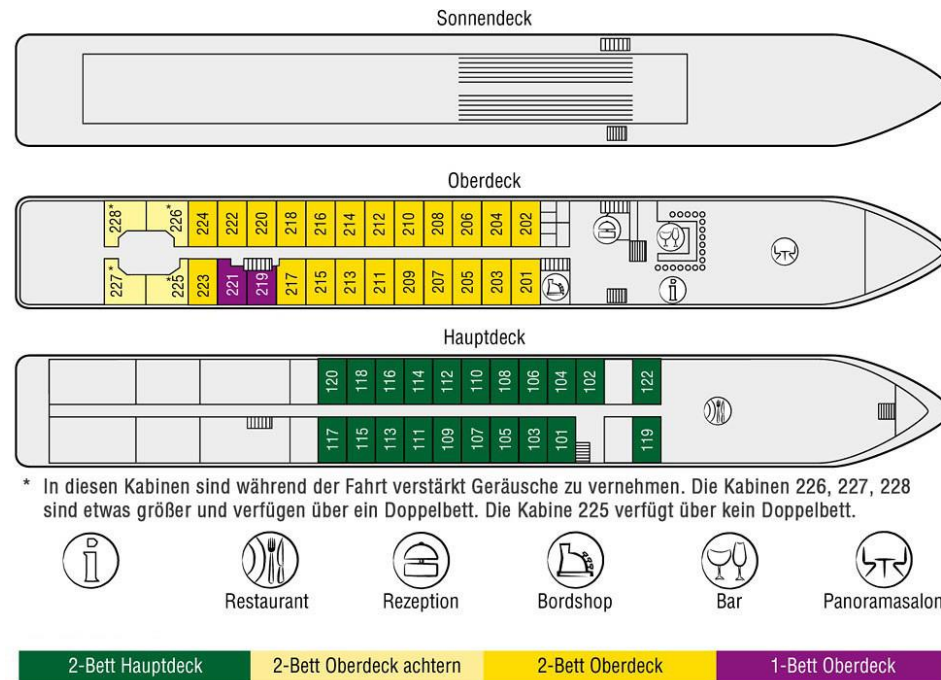 Sonnendeck
Oberdeck
228* 226* 224 222 220 218 216 214 212 210 208 206 204 202
227* 225* 223 221 219 217 215 213 211 209 207 205 203 201
i
Hauptdeck
120 118 116 114 112 110 108 106 104 102 122
117 115 113 111 109 107 105 103 101 119
* In diesen Kabinen sind während der Fahrt verstärkt Geräusche zu vernehmen. Die Kabinen 226, 227, 228
sind etwas größer und verfügen über ein Doppelbett. Die Kabine 225 verfügt über kein Doppelbett.
i
Restaurant Rezeption Bordshop Bar Panoramasalon
2-Bett Hauptdeck 2-Bett Oberdeck achtern 2-Bett Oberdeck 1-Bett Oberdeck